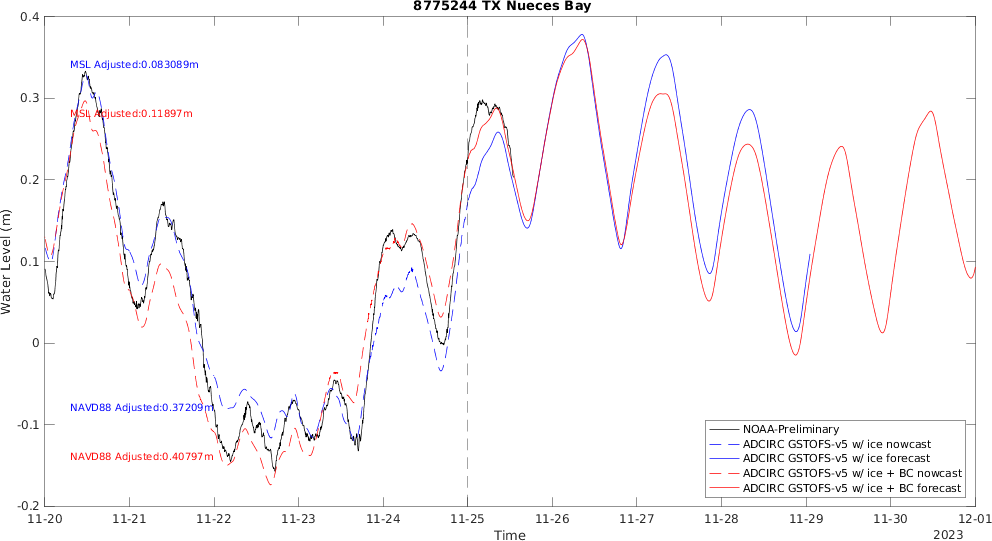 8775244 TX Nueces Bay
0.4
0.3
0.2
0.1
0
-0.1
-0.2
Water Level (m)
MSL Adjusted:0.083089m
MSL Adjusted:0.11897m
NAVD88 Adjusted:0.37209m
NAVD88 Adjusted:0.40797m
NOAA-Preliminary
ADCIRC GSTOFS-v5 w/ ice nowcast
ADCIRC GSTOFS-v5 w/ ice forecast
ADCIRC GSTOFS-v5 w/ ice + BC nowcast
ADCIRC GSTOFS-v5 w/ ice + BC forecast
11-20 11-21 11-22 11-23 11-24 11-25 11-26 11-27 11-28 11-29 11-30 12-01
Time
2023